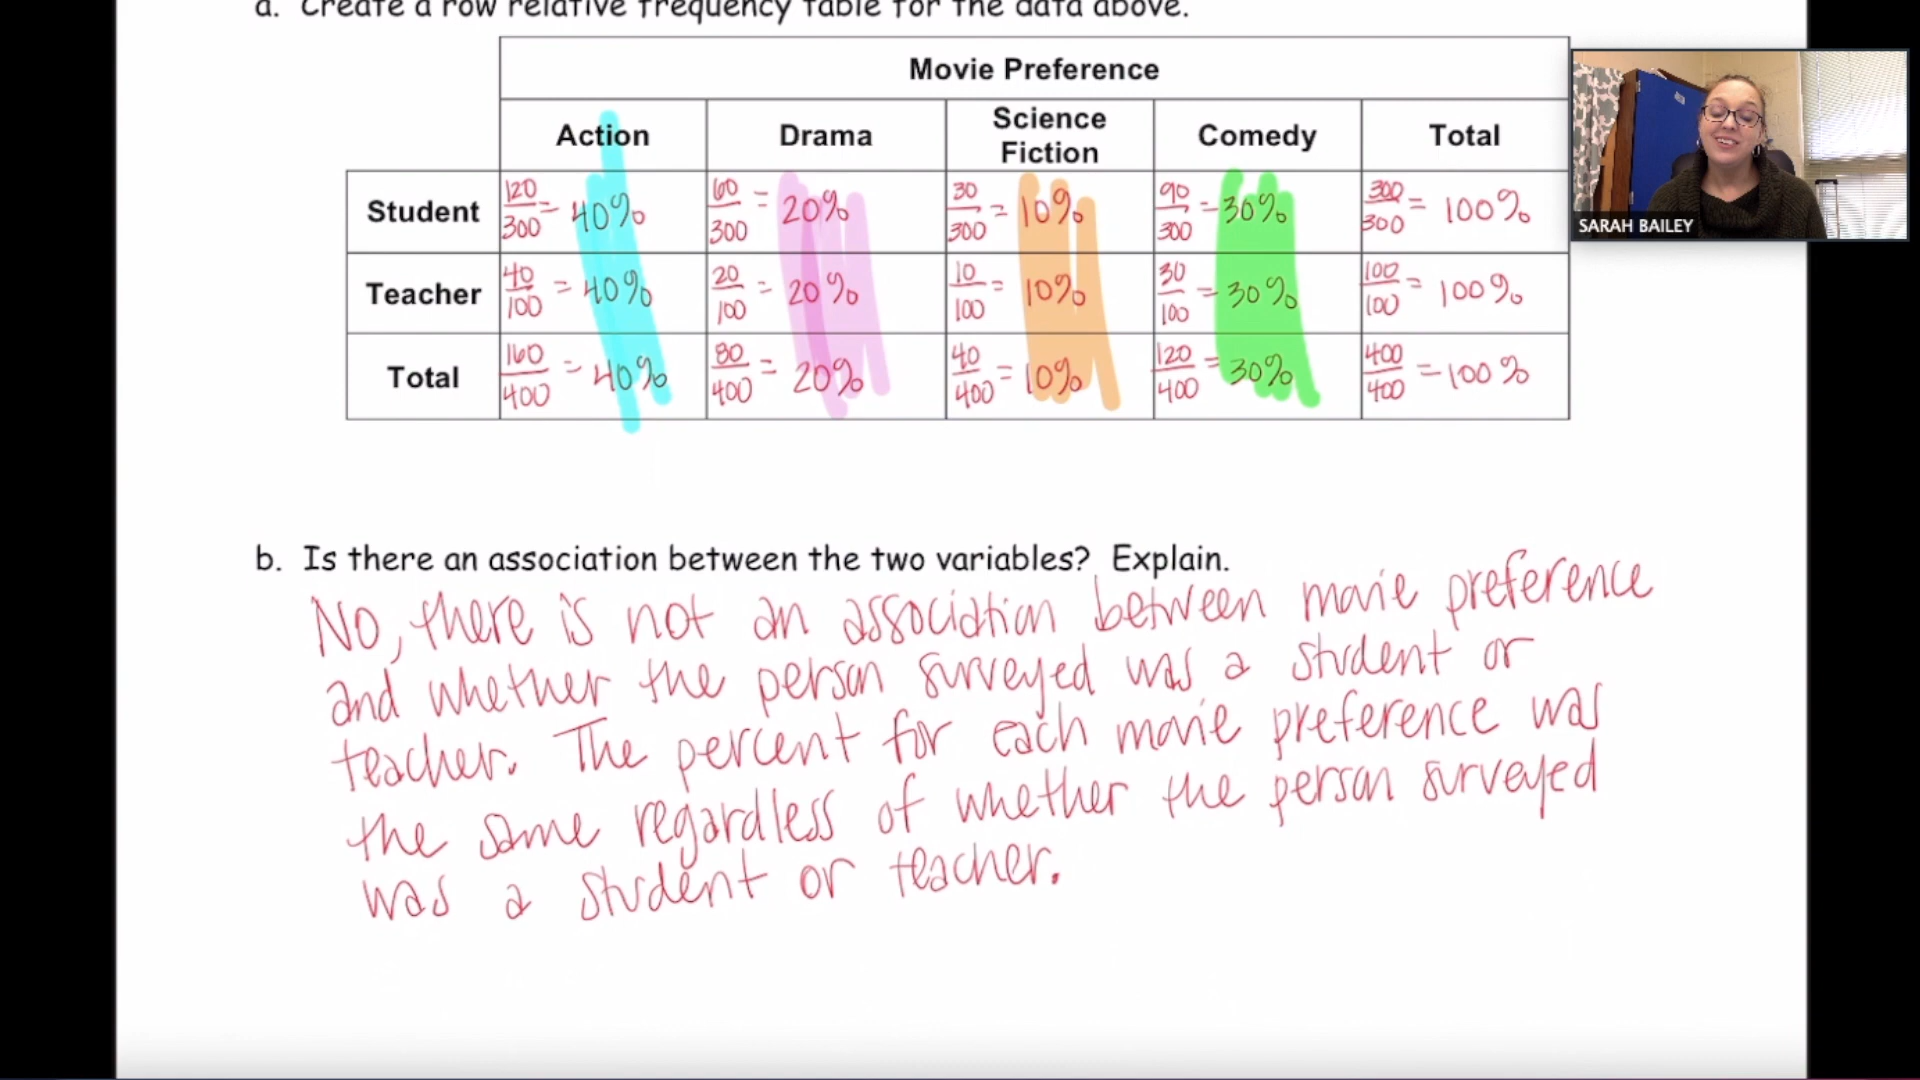 a. Create a row relative frequency table for the data above.
Movie Preference
Action Drama Science Fiction Comedy Total
Student 120/300 = 40% 60/300 = 20% 30/300 = 10% 90/300 = 30% 300/300 = 100%
Teacher 40/100 = 40% 20/100 = 20% 10/100 = 10% 30/100 = 30% 100/100 = 100%
Total 160/400 = 40% 80/400 = 20% 40/400 = 10% 120/400 = 30% 400/400 = 100%
SARAH BAILEY
b. Is there an association between the two variables? Explain.
No, there is not an association between movie preference
and whether the person surveyed was a student or
teacher. The percent for each movie preference was
the same regardless of whether the person surveyed
was a student or teacher.